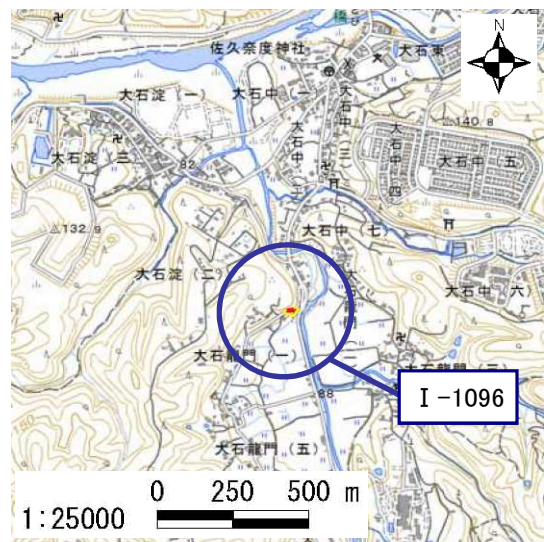 N
佐久奈度神社
大石東
大石淀(一)
大石中(一)
140.8
大石中(五)
大石淀(三)
82
大石中(二)
大石中(三)
大石中(四)
132.9
大石中(七)
大石淀(二)
大石中(六)
大石龍門(一)
大石龍門(三)
I-1096
88
150
大石龍門(五)
0 250 500 m
1:25000